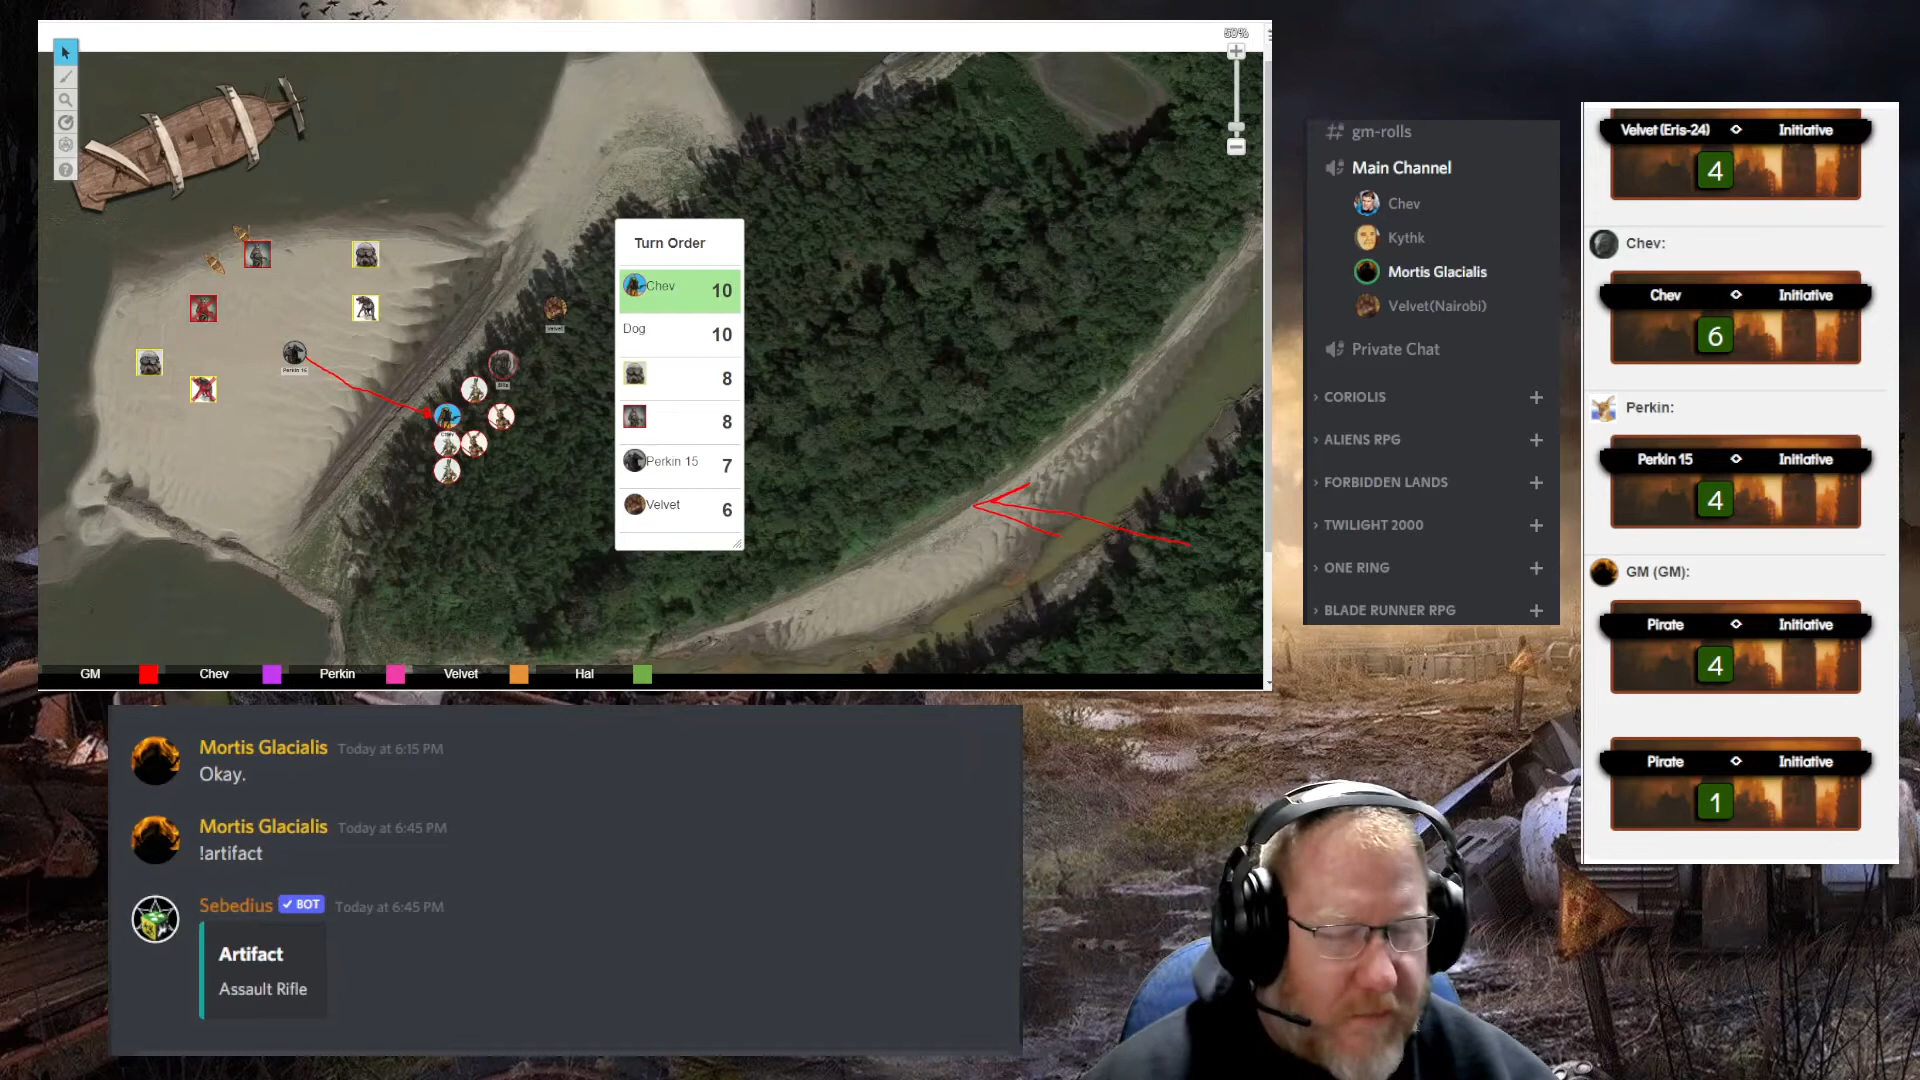 50%
Perkin 15
Velvet
Turn Order
Chev 10
Dog 10
8
8
Perkin 15 7
Velvet 6
GM
Chev
Perkin
Velvet
Hal
gm-rolls
Main Channel
Chev
Kythk
Mortis Glacialis
Velvet(Nairobi)
Private Chat
CORIOLIS
ALIENS RPG
FORBIDDEN LANDS
TWILIGHT 2000
ONE RING
BLADE RUNNER RPG
Velvet (Eris-24) Initiative
4
Chev:
Chev Initiative
6
Perkin:
Perkin 15 Initiative
4
GM (GM):
Pirate Initiative
4
Pirate Initiative
1
Mortis Glacialis Today at 6:15 PM
Okay.
Mortis Glacialis Today at 6:45 PM
!artifact
Sebedius BOT Today at 6:45 PM
Artifact
Assault Rifle